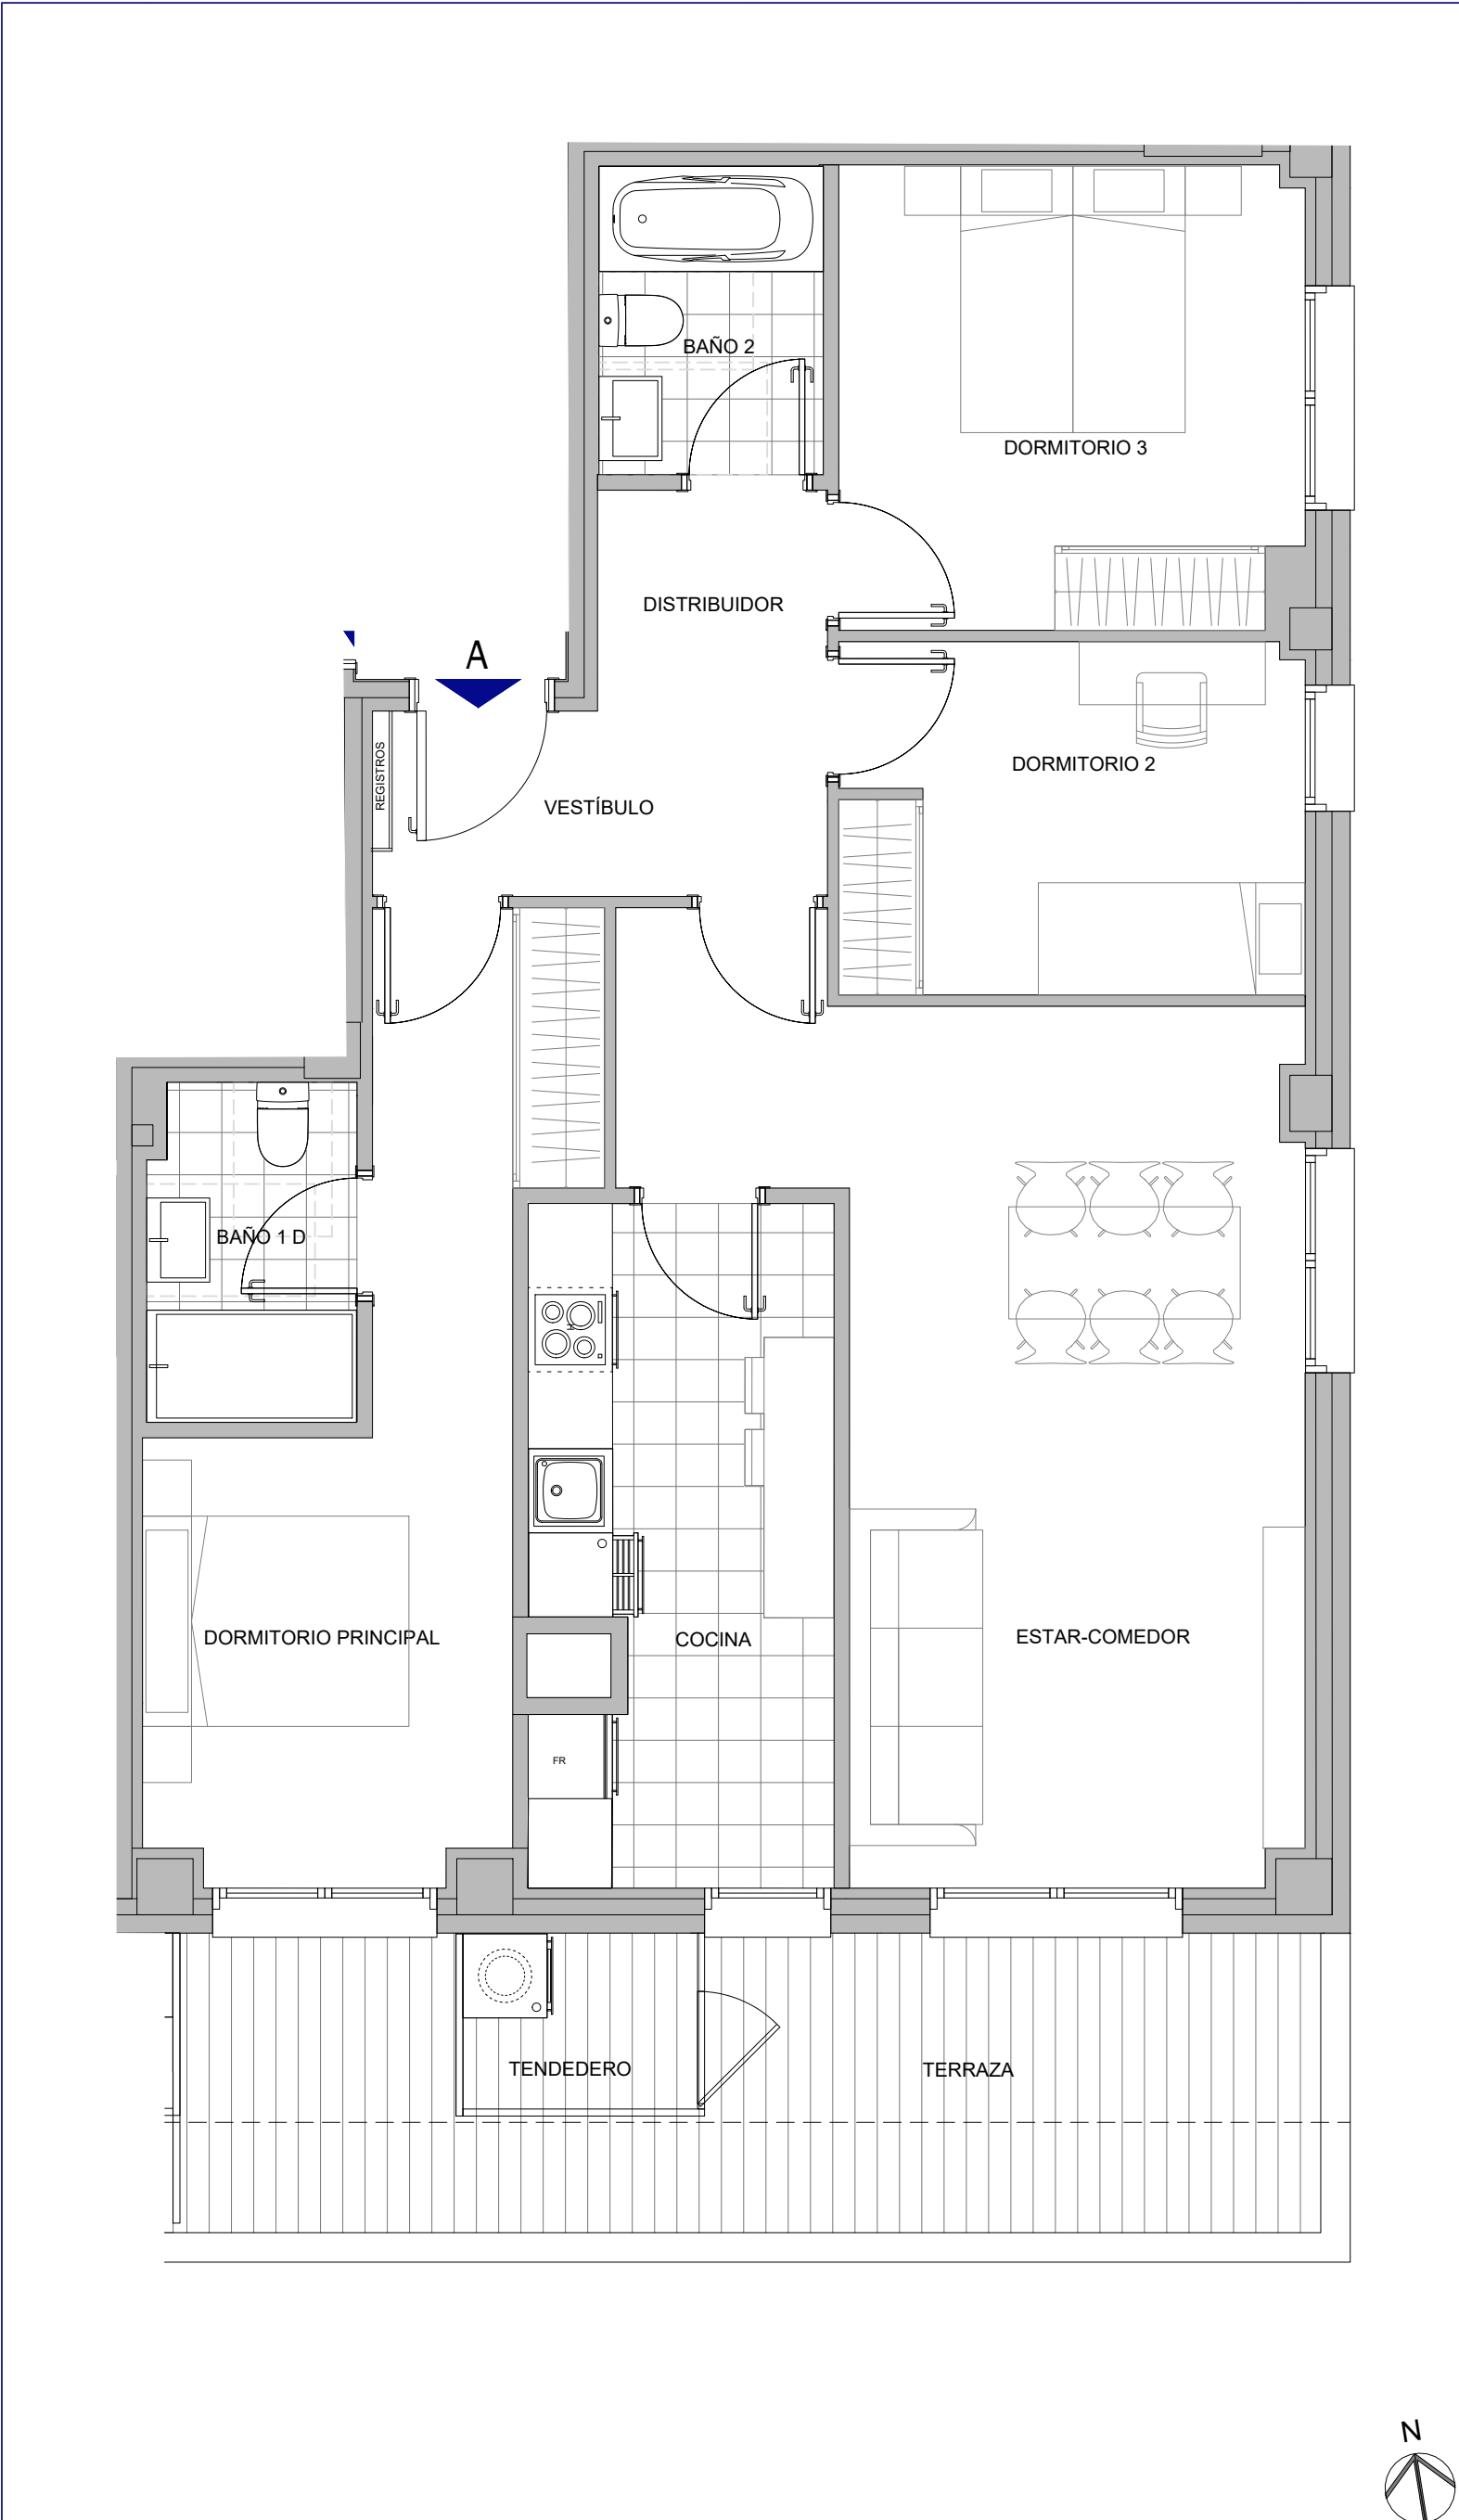 BAÑO 2
DORMITORIO 3
DISTRIBUIDOR
A
REGISTROS
DORMITORIO 2
VESTÍBULO
BAÑO 1 D
DORMITORIO PRINCIPAL
COCINA
ESTAR-COMEDOR
FR
TENDEDERO
TERRAZA
N